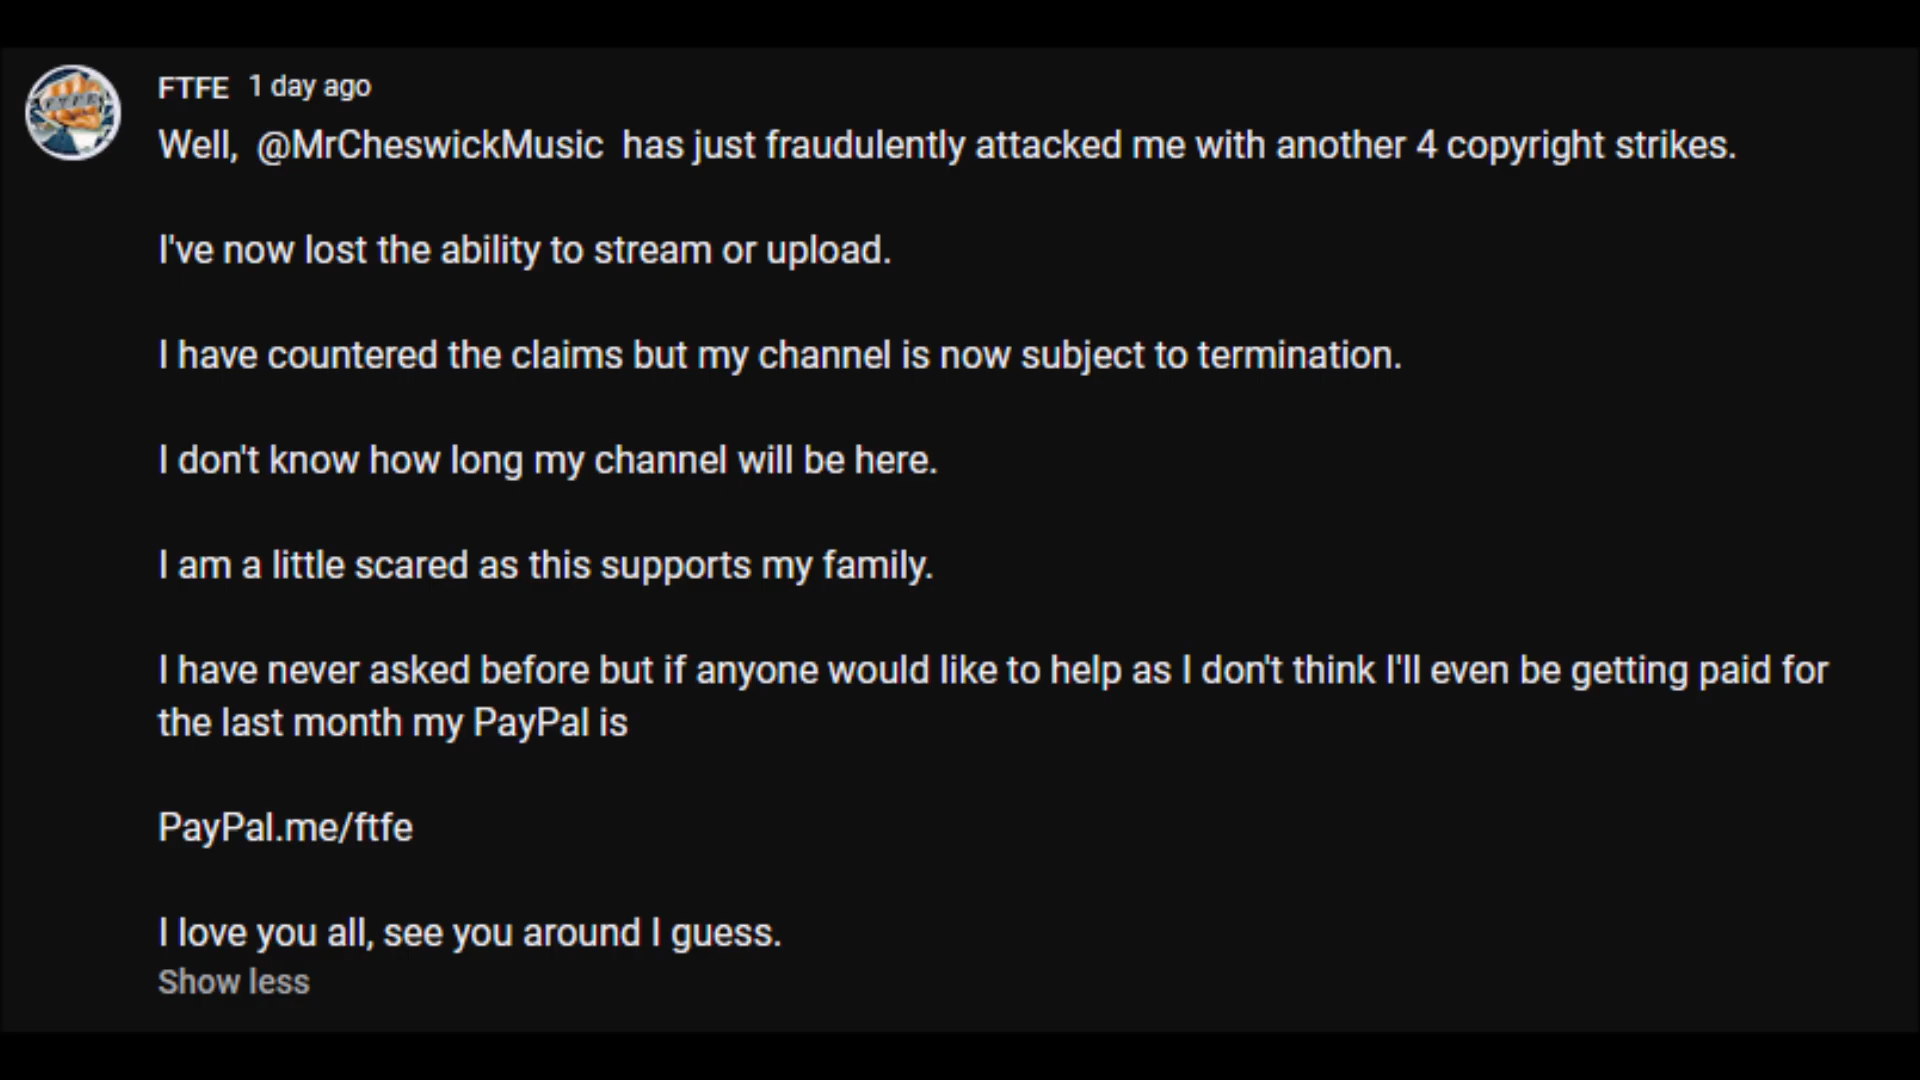 FTFE 1 day ago
Well, @MrCheswickMusic has just fraudulently attacked me with another 4 copyright strikes.
I've now lost the ability to stream or upload.
I have countered the claims but my channel is now subject to termination.
I don't know how long my channel will be here.
I am a little scared as this supports my family.
I have never asked before but if anyone would like to help as I don't think I'll even be getting paid for
the last month my PayPal is
PayPal.me/ftfe
I love you all, see you around I guess.
Show less